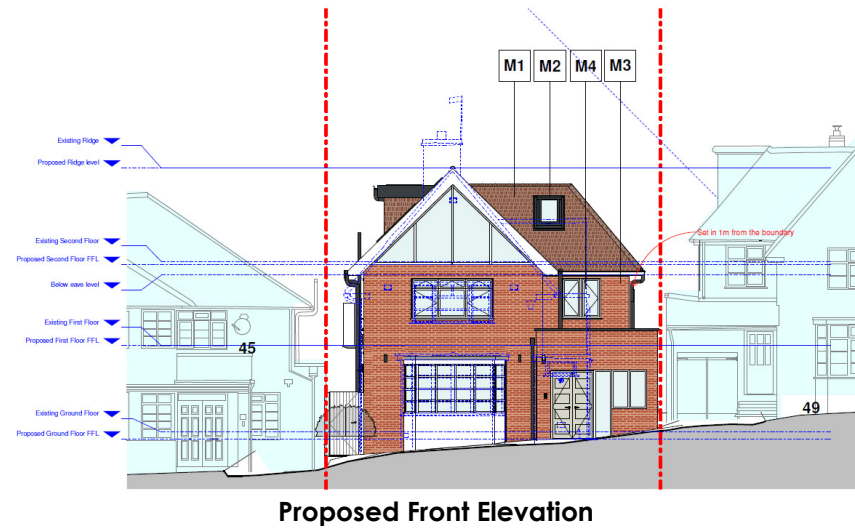 M1 M2 M4 M3
Existing Ridge
Proposed Ridge level
Set in 1m from the boundary
Existing Second Floor
Proposed Second Floor FFL
Below eave level
Existing First Floor
Proposed First Floor FFL
45
Existing Ground Floor
Proposed Ground Floor FFL
49
Proposed Front Elevation